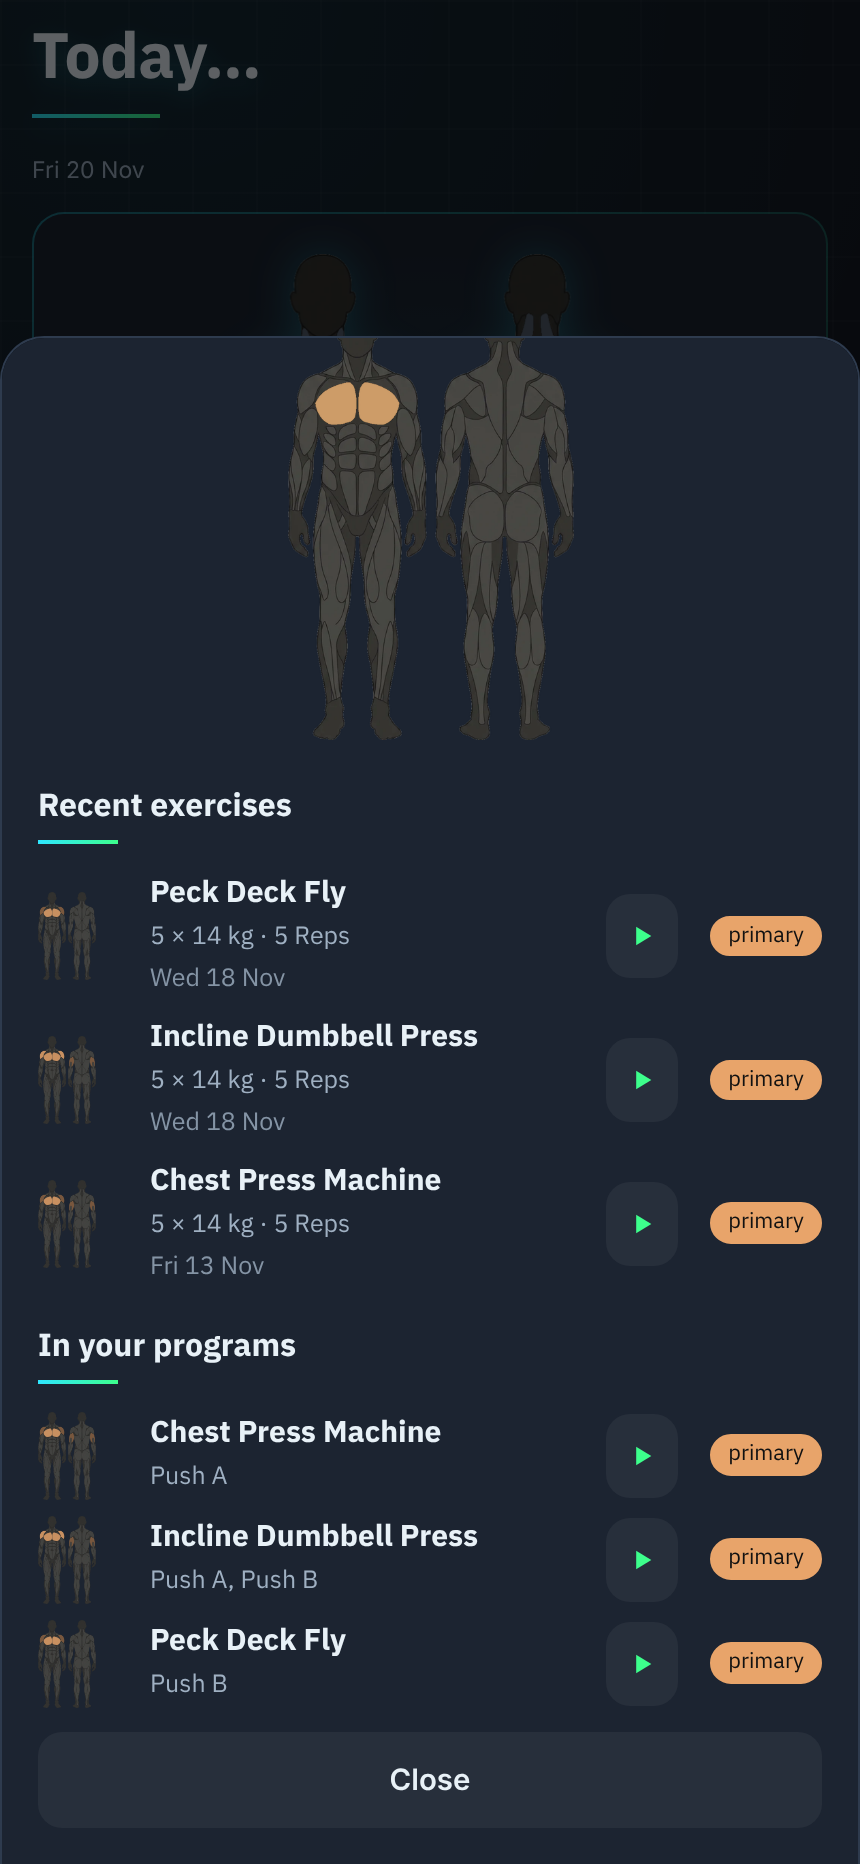 Today...
Fri 20 Nov
Recent exercises
Peck Deck Fly
5 × 14 kg · 5 Reps
Wed 18 Nov
primary
Incline Dumbbell Press
5 × 14 kg · 5 Reps
Wed 18 Nov
primary
Chest Press Machine
5 × 14 kg · 5 Reps
Fri 13 Nov
primary
In your programs
Chest Press Machine
Push A
primary
Incline Dumbbell Press
Push A, Push B
primary
Peck Deck Fly
Push B
primary
Close